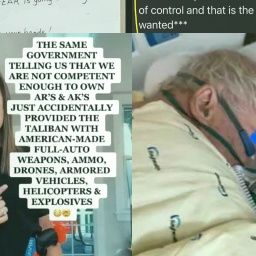 of control and that is the
wanted***
THE SAME
GOVERNMENT
TELLING US THAT WE
ARE NOT COMPETENT
ENOUGH TO OWN
AR'S & AK'S
JUST ACCIDENTALLY
PROVIDED THE
TALIBAN WITH
AMERICAN-MADE
FULL-AUTO
WEAPONS, AMMO,
DRONES, ARMORED
VEHICLES,
HELICOPTERS &
EXPLOSIVES